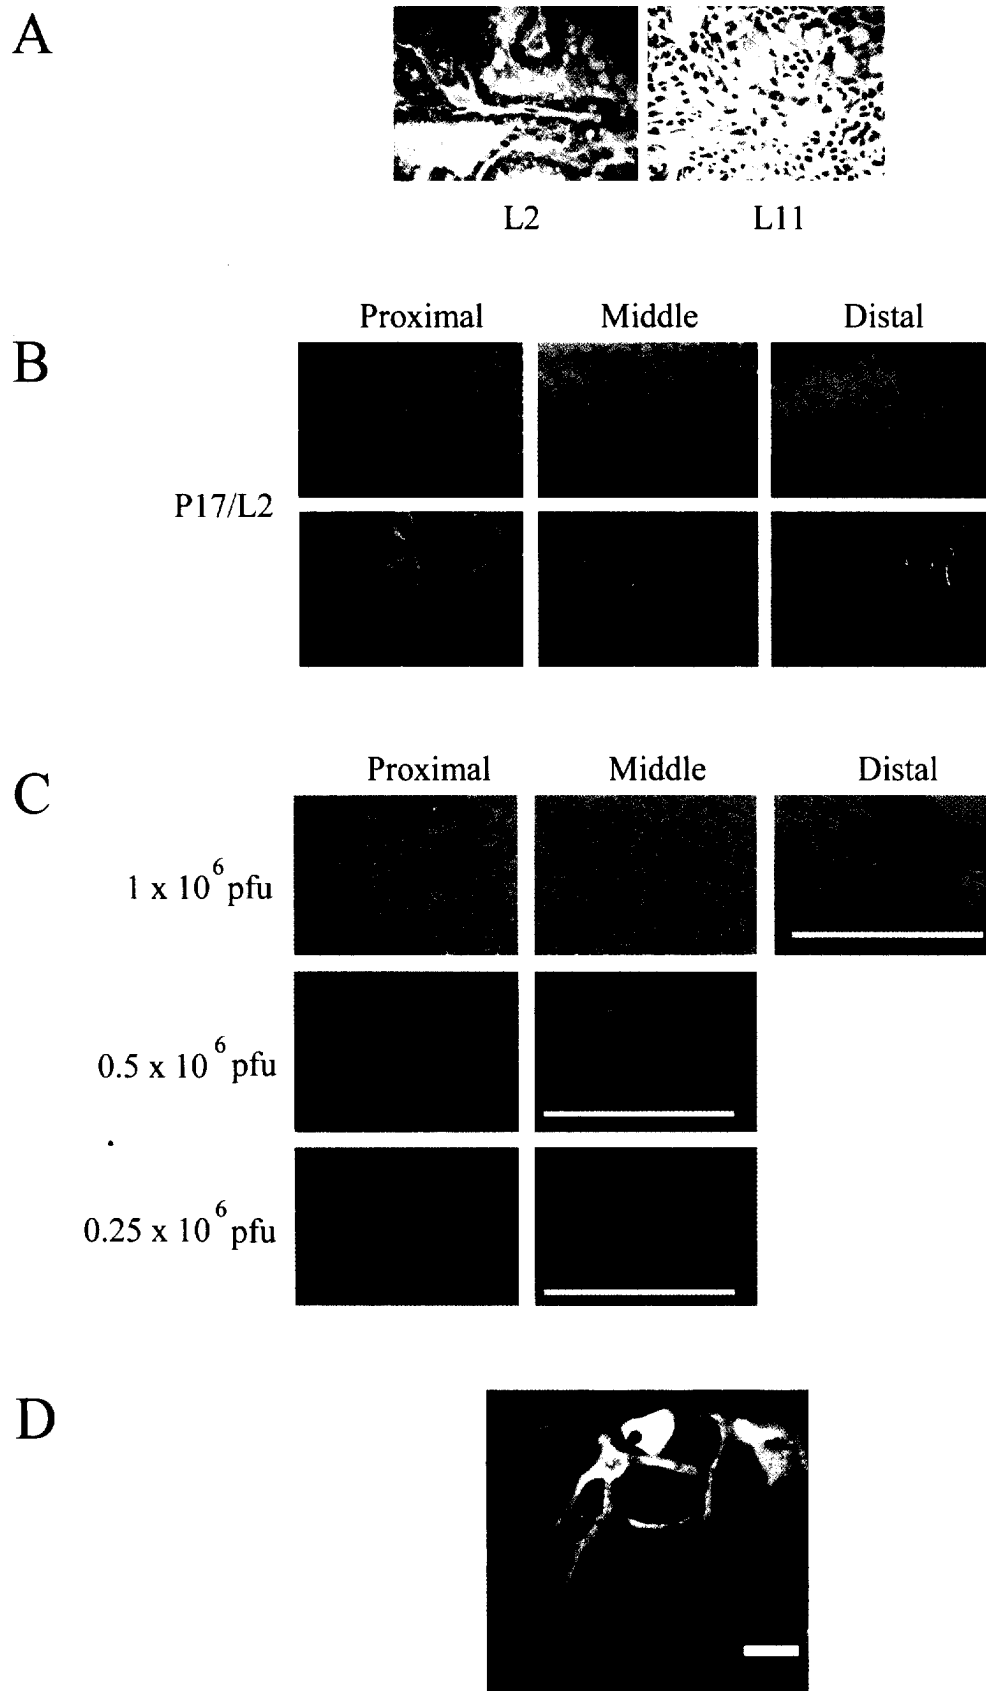 A
L2 L11
Proximal Middle Distal
B
P17/L2
Proximal Middle Distal
C
1 x 10^6 pfu
0.5 x 10^6 pfu
0.25 x 10^6 pfu
D